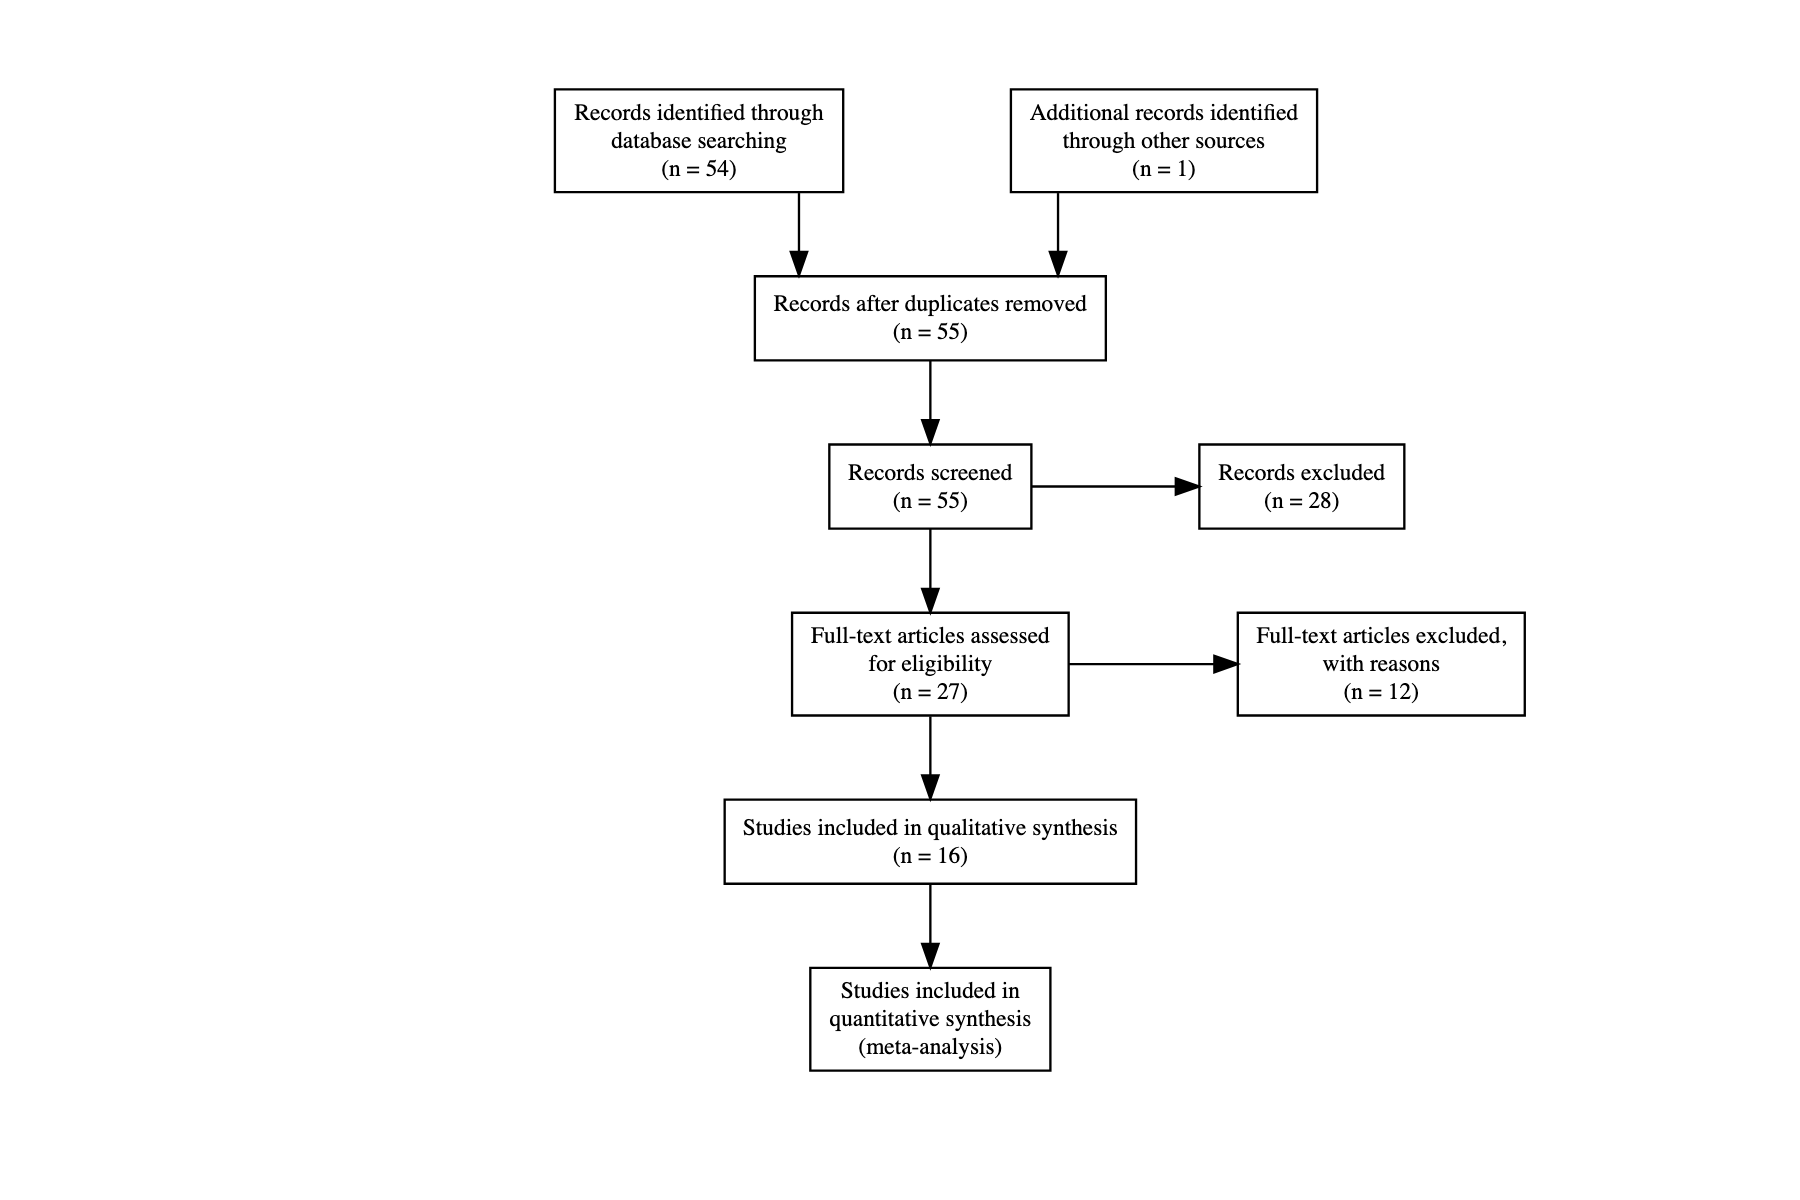 Records identified through
database searching
(n = 54)
Additional records identified
through other sources
(n = 1)
Records after duplicates removed
(n = 55)
Records screened
(n = 55)
Records excluded
(n = 28)
Full-text articles assessed
for eligibility
(n = 27)
Full-text articles excluded,
with reasons
(n = 12)
Studies included in qualitative synthesis
(n = 16)
Studies included in
quantitative synthesis
(meta-analysis)